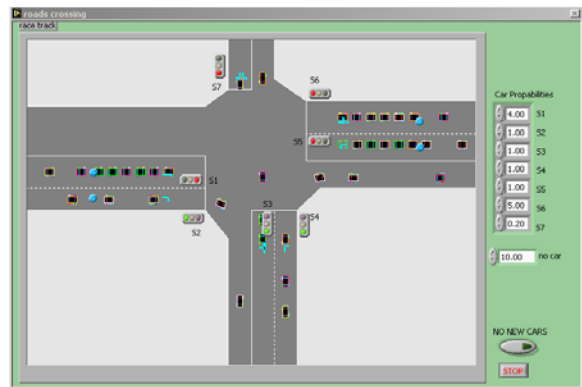 roads crossing
race track
S7
S6
S5
S1
S3
S4
S2
Car Propabilities
4.00 S1
1.00 S2
1.00 S3
1.00 S4
1.00 S5
5.00 S6
0.20 S7
10.00 no car
NO NEW CARS
STOP